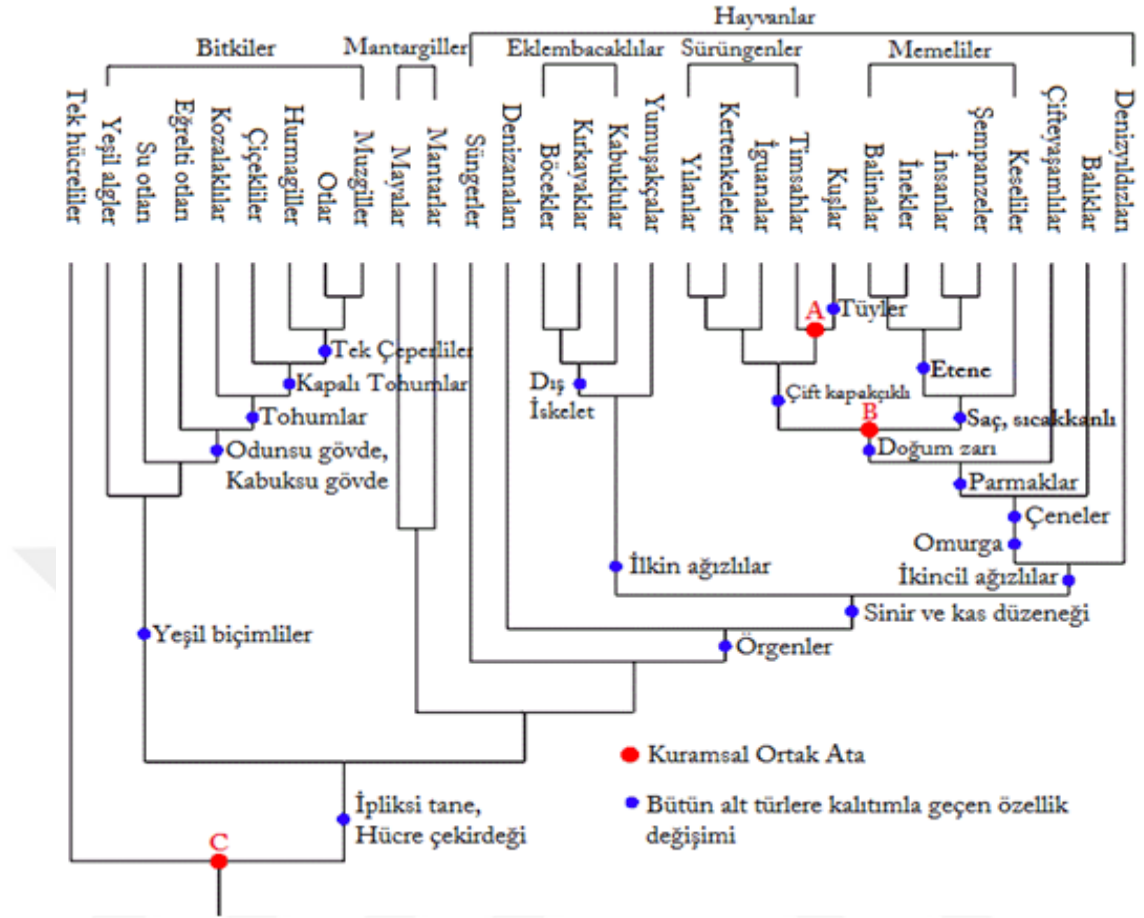 Hayvanlar
Bitkiler
Mantargiller
Eklembacaklılar
Sürüngenler
Memeliler
Tek hücreliler
Yeşil algler
Su otları
Eğrelti otları
Kozalaklılar
Çiçekliler
Hurmagiller
Otlar
Muzgiller
Mayalar
Mantarlar
Süngerler
Denizanaları
Böcekler
Kırkayaklar
Kabuklular
Yumuşakçalar
Yılanlar
Kertenkeleler
İguanalar
Timsahlar
Kuşlar
Balinalar
İnekler
İnsanlar
Şempanzeler
Keseliler
Çifteyaşamlılar
Balıklar
Denizyıldızları
A
Tüyler
Tek Çeperliler
Etene
Kapalı Tohumlar
Dış
İskelet
Çift kapakçıklı
B
Tohumlar
Saç, sıcakkanlı
Odunsu gövde,
Kabuksu gövde
Doğum zarı
Parmaklar
Çeneler
Omurga
İlkin ağızlılar
İkincil ağızlılar
Sinir ve kas düzeneği
Yeşil biçimliler
Örgenler
Kuramsal Ortak Ata
İpliksi tane,
Hücre çekirdeği
Bütün alt türlere kalıtımla geçen özellik
değişimi
C